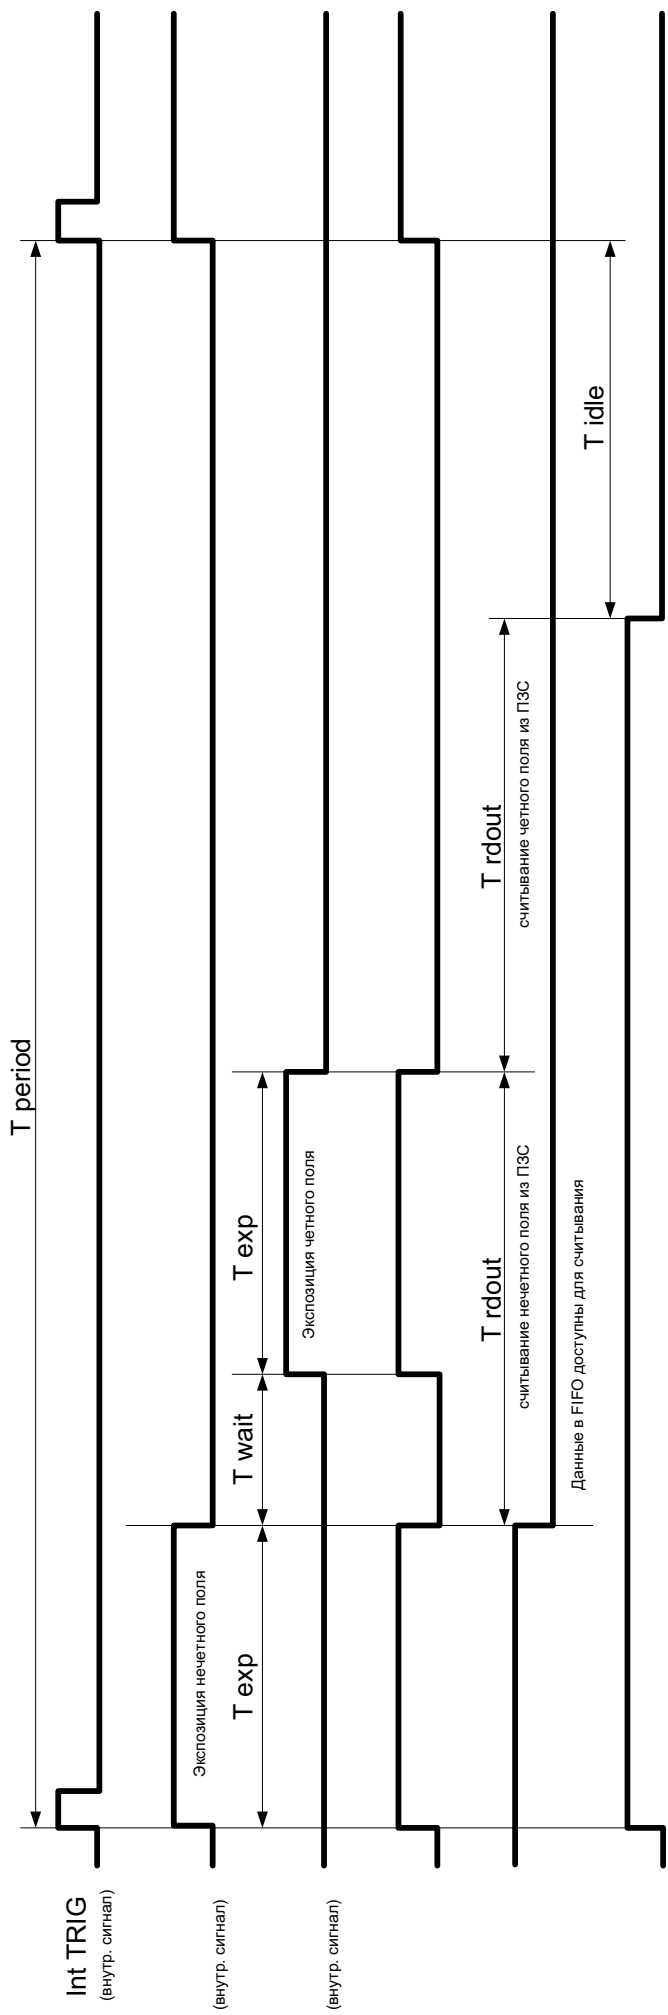 T period
Int TRIG
(внутр. сигнал)
(внутр. сигнал)
Экспозиция нечетного поля
T exp
T wait
T exp
Экспозиция четного поля
(внутр. сигнал)
T rdout
считывание нечетного поля из ПЗС
T rdout
считывание четного поля из ПЗС
Данные в FIFO доступны для считывания
T idle